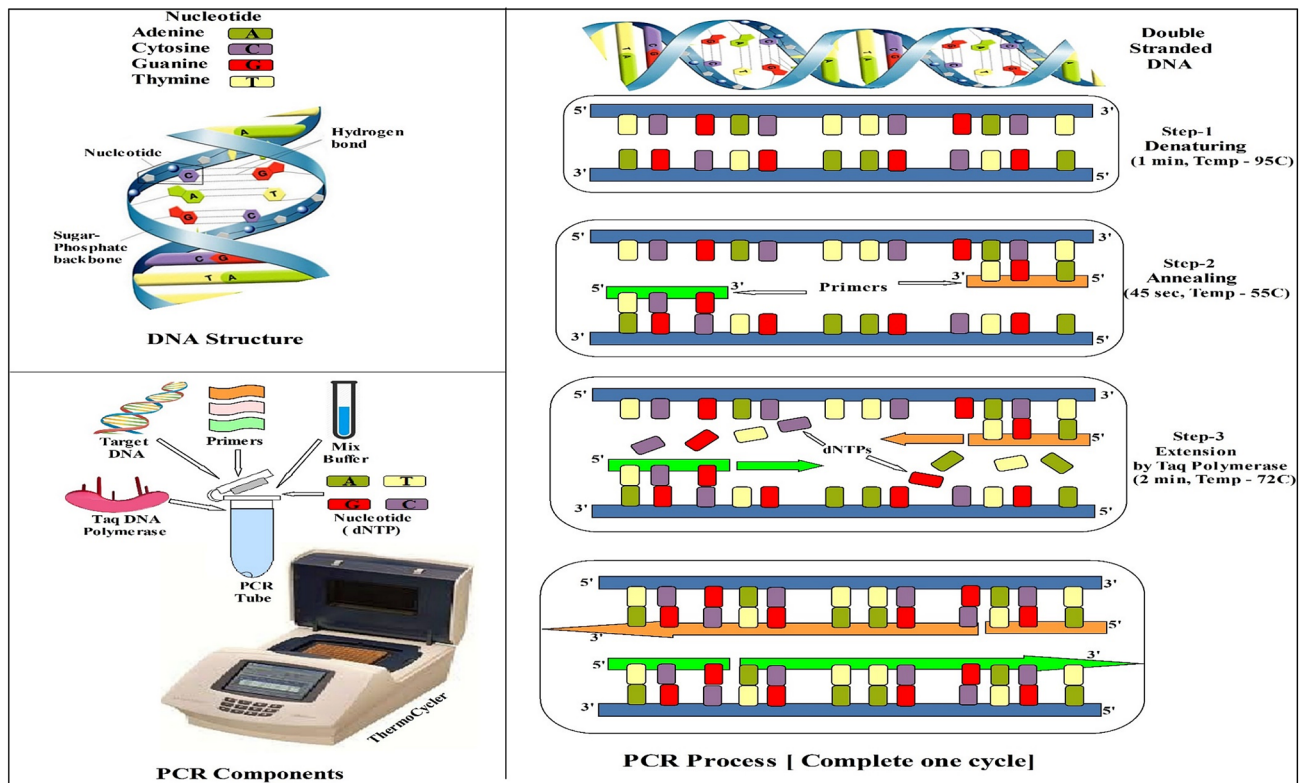 Nucleotide
Adenine A
Cytosine C
Guanine G
Thymine T
A
Hydrogen
bond
Nucleotide
C G
A T
G C
Sugar-
Phosphate
backbone
C G
T A
DNA Structure
Target
DNA
Primers
Mix
Buffer
Taq DNA
Polymerase
A T
G C
Nucleotide
( dNTP)
PCR
Tube
ThermoCycler
PCR Components
Double
Stranded
DNA
5' 3'
3' 5'
Step-1
Denaturing
(1 min, Temp - 95C)
5' 3'
3' 5'
5' 3'
Primers
3' 5'
Step-2
Annealing
(45 sec, Temp - 55C)
5' 3'
dNTPs
3' 5'
5' 3'
3' 5'
Step-3
Extension
by Taq Polymerase
(2 min, Temp - 72C)
5' 3'
3' 5'
5' 3'
3' 5'
PCR Process [ Complete one cycle]